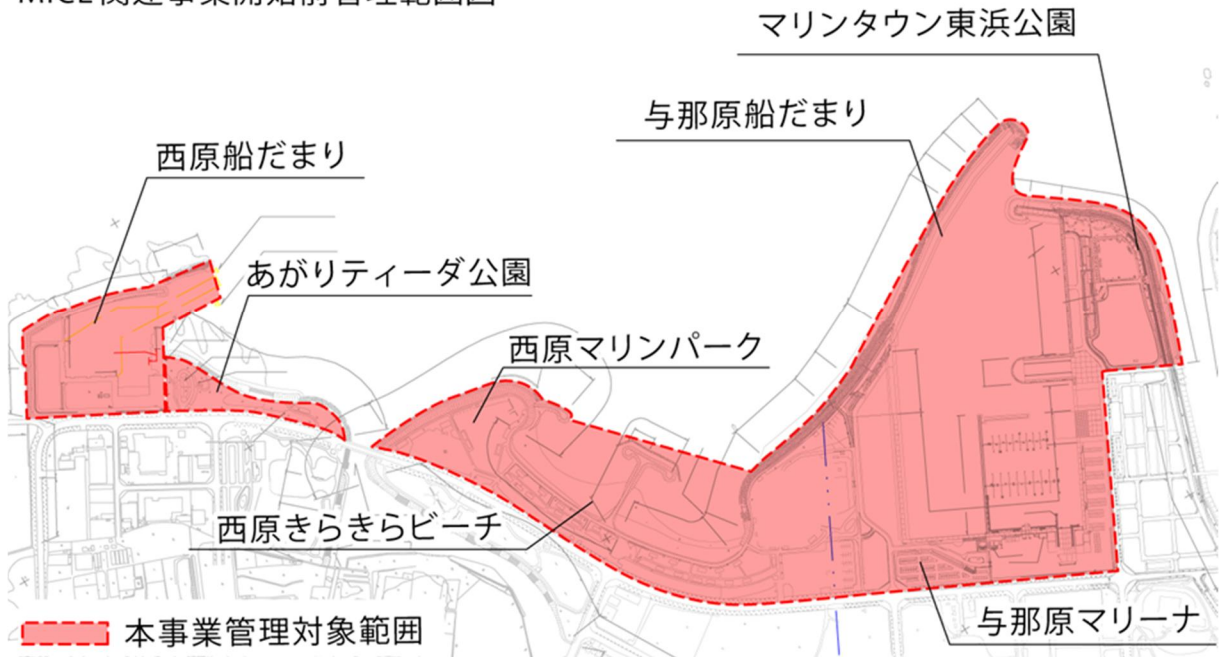 マリンタウン東浜公園
与那原船だまり
西原船だまり
あがりティーダ公園
西原マリンパーク
西原きらきらビーチ
与那原マリーナ
本事業管理対象範囲